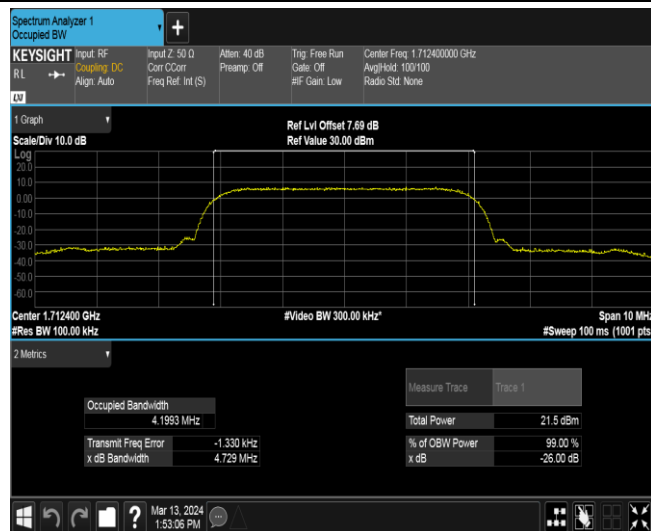 Spectrum Analyzer 1
Occupied BW
KEYSIGHT
RL
LXI
Input: RF
Coupling: DC
Align: Auto
Input Z: 50 Ω
Corr CCorr
Freq Ref: Int (S)
Atten: 40 dB
Preamp: Off
Trig: Free Run
Gate: Off
#IF Gain: Low
Center Freq: 1.712400000 GHz
Avg|Hold: 100/100
Radio Std: None
1 Graph
Scale/Div 10.0 dB
Ref Lvl Offset 7.69 dB
Ref Value 30.00 dBm
Log
20.0
10.0
0.00
-10.0
-20.0
-30.0
-40.0
-50.0
-60.0
Center 1.712400 GHz
#Res BW 100.00 kHz
#Video BW 300.00 kHz*
Span 10 MHz
#Sweep 100 ms (1001 pts
2 Metrics
Measure Trace Trace 1
Occupied Bandwidth
4.1993 MHz
Total Power 21.5 dBm
Transmit Freq Error -1.330 kHz
% of OBW Power 99.00 %
x dB Bandwidth 4.729 MHz
x dB -26.00 dB
?
Mar 13, 2024
1:53:06 PM